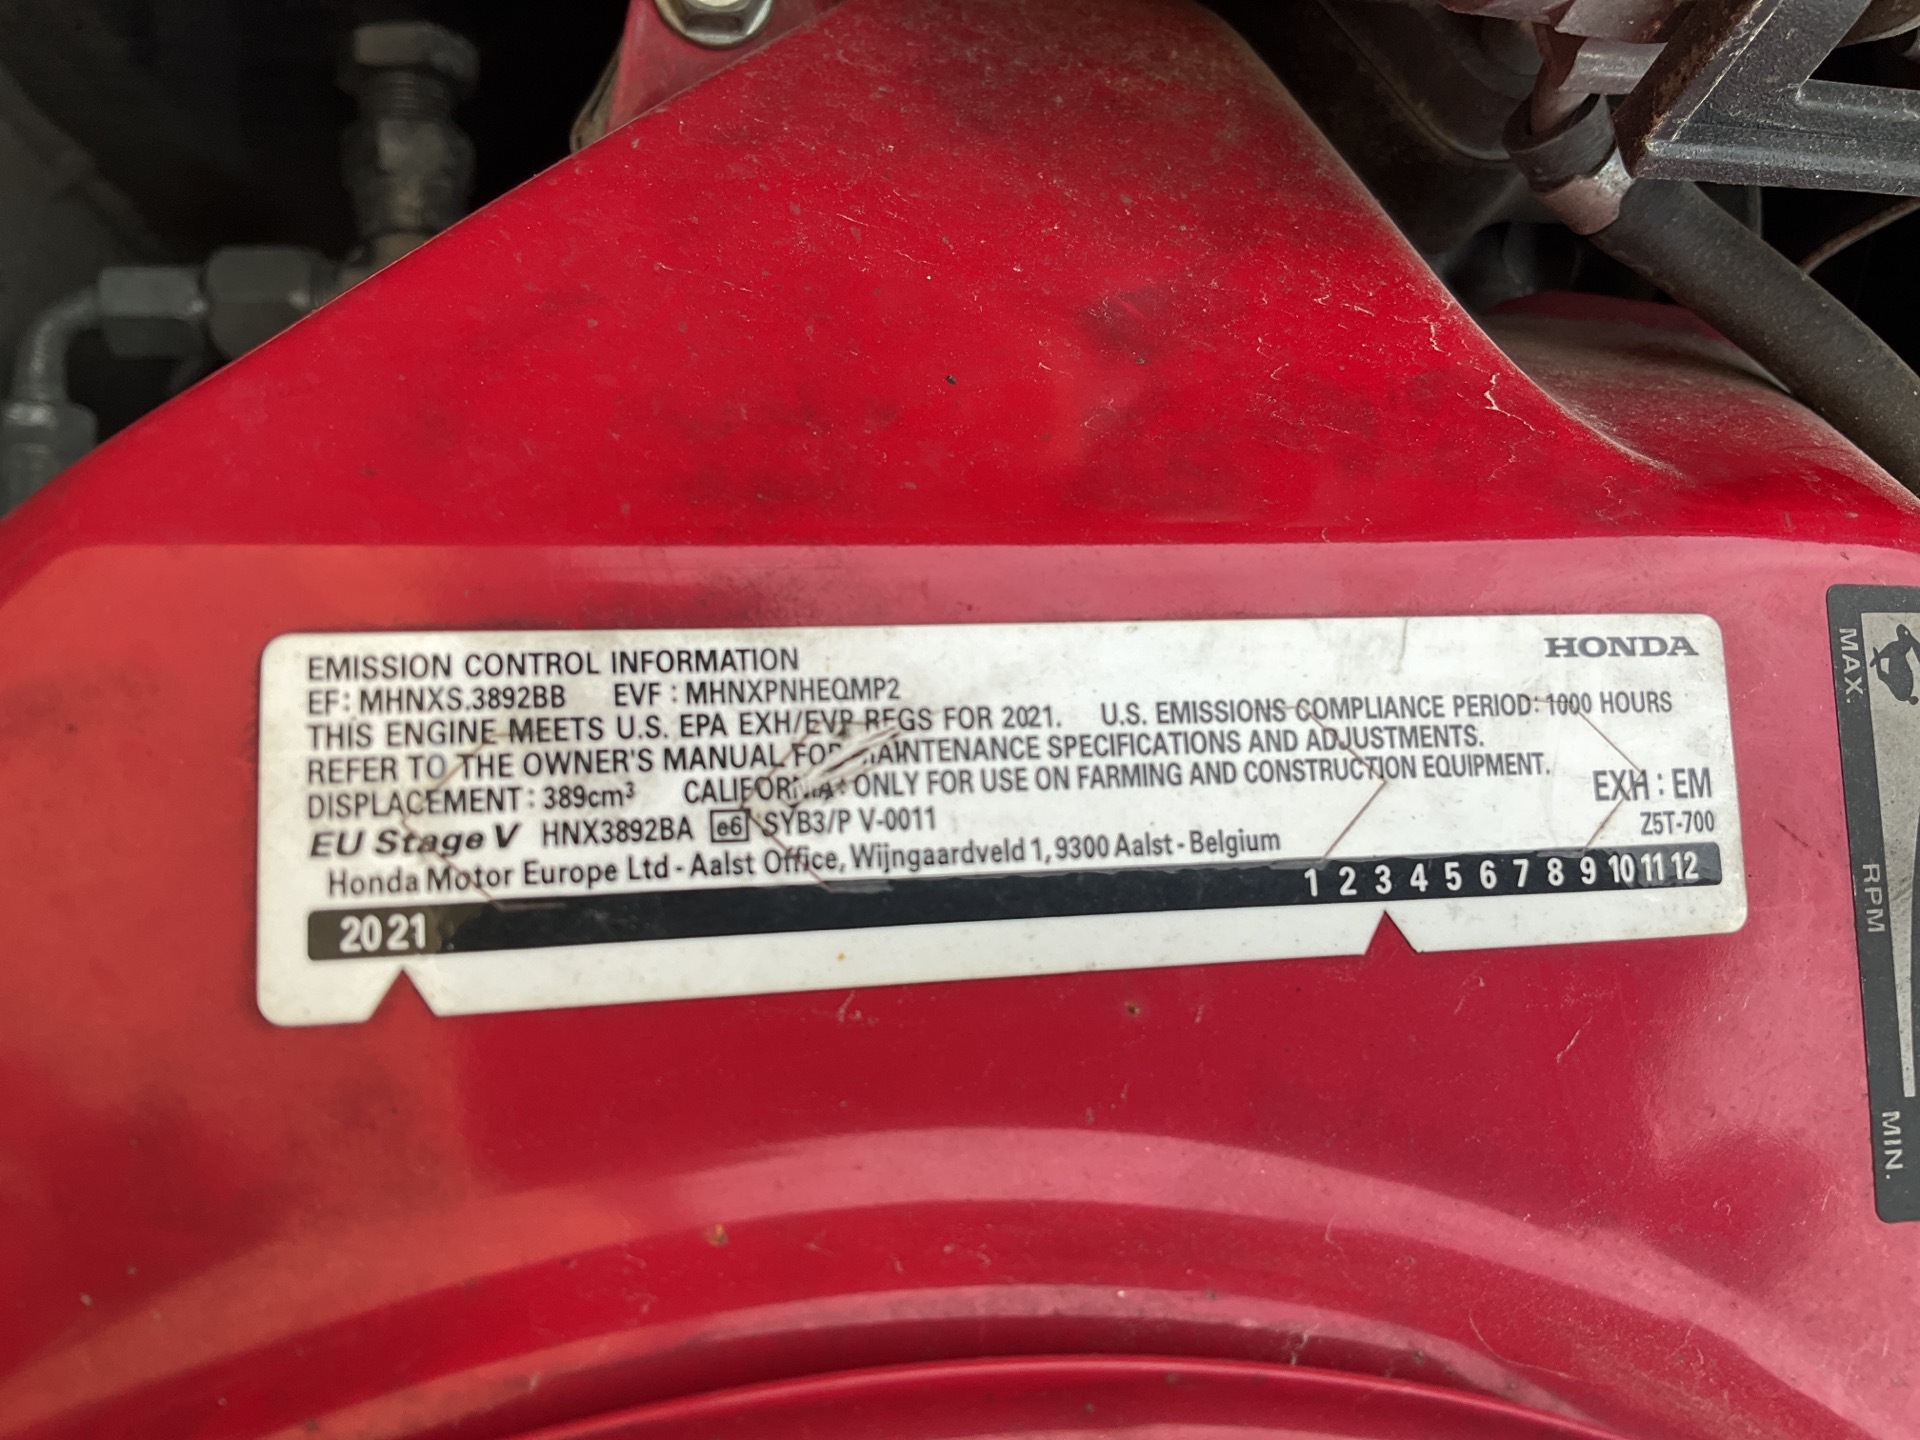 HONDA
EMISSION CONTROL INFORMATION
EF: MHNXS.3892BB EVF : MHNXPNHEQMP2
THIS ENGINE MEETS U.S. EPA EXH/EVP REGS FOR 2021. U.S. EMISSIONS COMPLIANCE PERIOD: 1000 HOURS
REFER TO THE OWNER'S MANUAL FOR MAINTENANCE SPECIFICATIONS AND ADJUSTMENTS.
DISPLACEMENT : 389cm³ CALIFORNIA: ONLY FOR USE ON FARMING AND CONSTRUCTION EQUIPMENT.
EXH : EM
EU Stage V HNX3892BA e6 SYB3/P V-0011
Z5T-700
Honda Motor Europe Ltd - Aalst Office, Wijngaardveld 1, 9300 Aalst - Belgium
1 2 3 4 5 6 7 8 9 10 11 12
2021
MAX.
RPM
MIN.